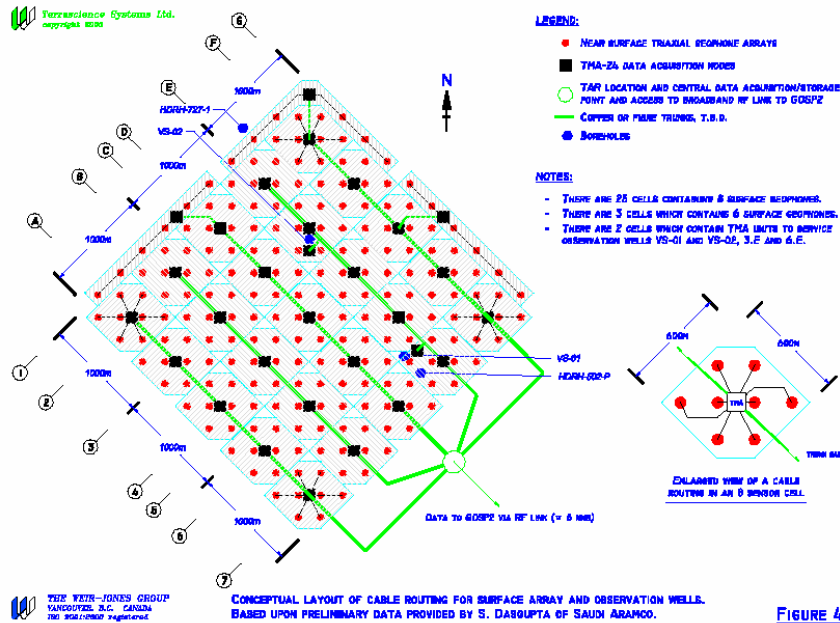 Terrascience Systems Ltd.
G
F
E
D
C
B
A
1000m
1000m
1000m
HDRH-727-1
VS-02
N
LEGEND:
NEAR SURFACE TRIAXIAL GEOPHONE ARRAYS
TMA-24 DATA ACQUISITION NODES
TAR LOCATION AND CENTRAL DATA ACQUISITION/STORAGE
POINT AND ACCESS TO BROADBAND RF LINK TO GOSP2
COPPER OR FIBRE TRUNKS, T.B.D.
BOREHOLES
NOTES:
- THERE ARE 25 CELLS CONTAINING 8 SURFACE GEOPHONES.
- THERE ARE 3 CELLS WHICH CONTAINS 6 SURFACE GEOPHONES.
- THERE ARE 2 CELLS WHICH CONTAIN TMA UNITS TO SERVICE
OBSERVATION WELLS VS-01 AND VS-02, 3.E AND 6.E.
1
2
3
4
5
6
7
1000m
1000m
1000m
VS-01
HDRH-502-P
600m
600m
TMA
ENLARGED VIEW OF A CABLE
ROUTING IN AN 8 SENSOR CELL
DATA TO GOSP2 VIA RF LINK
THE WEIR-JONES GROUP
VANCOUVER, B.C. CANADA
registered
CONCEPTUAL LAYOUT OF CABLE ROUTING FOR SURFACE ARRAY AND OBSERVATION WELLS.
BASED UPON PRELIMINARY DATA PROVIDED BY S. DASGUPTA OF SAUDI ARAMCO.
FIGURE 4